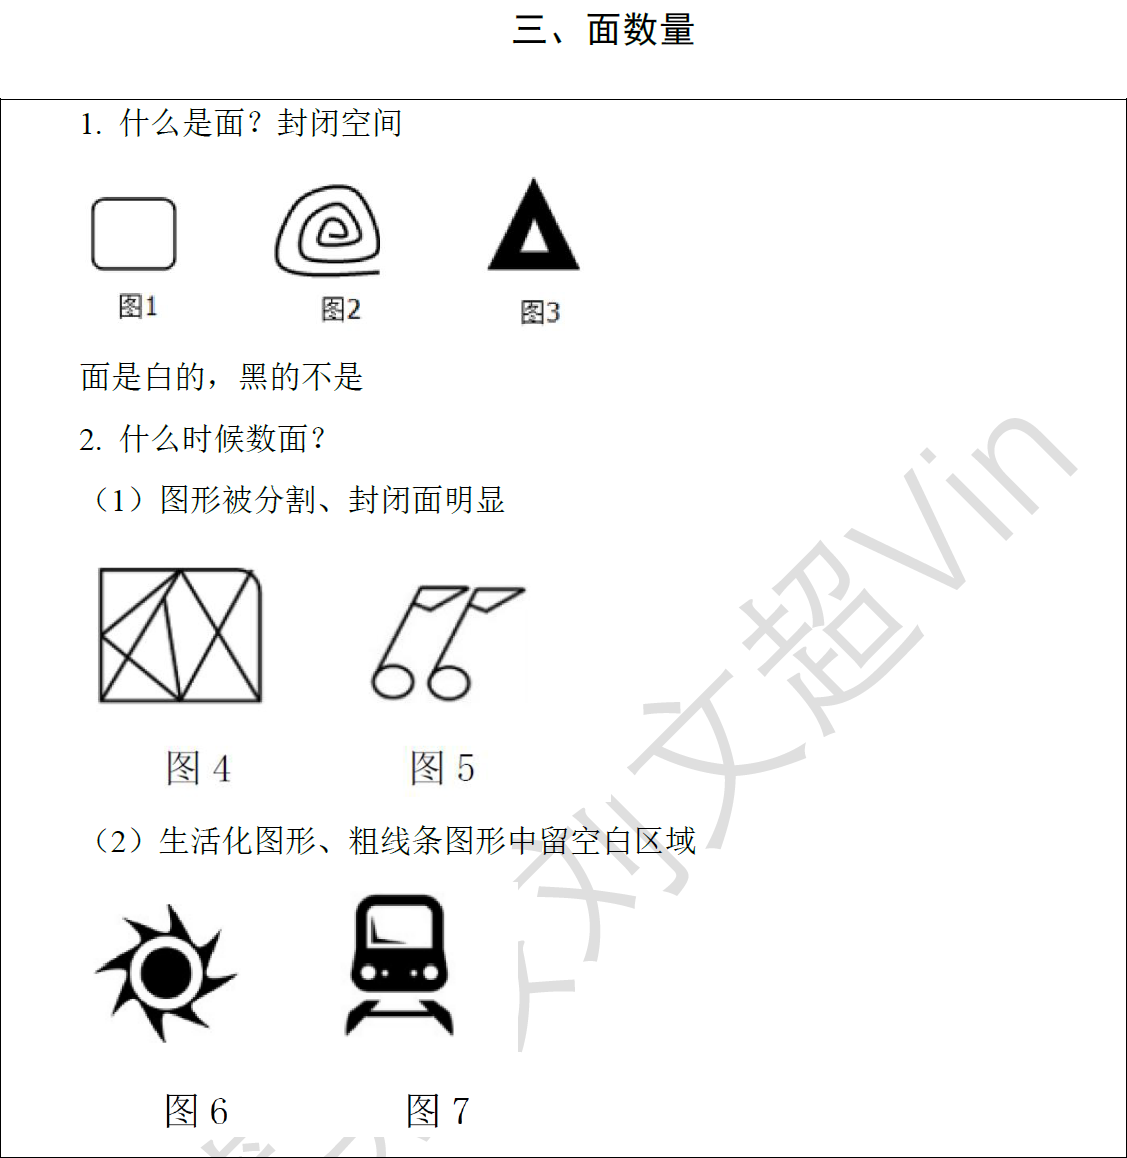 三、面数量
1. 什么是面？封闭空间
图1 图2 图3
面是白的，黑的不是
2. 什么时候数面？
（1）图形被分割、封闭面明显
图 4 图 5
（2）生活化图形、粗线条图形中留空白区域
图 6 图 7
刘文超Vin